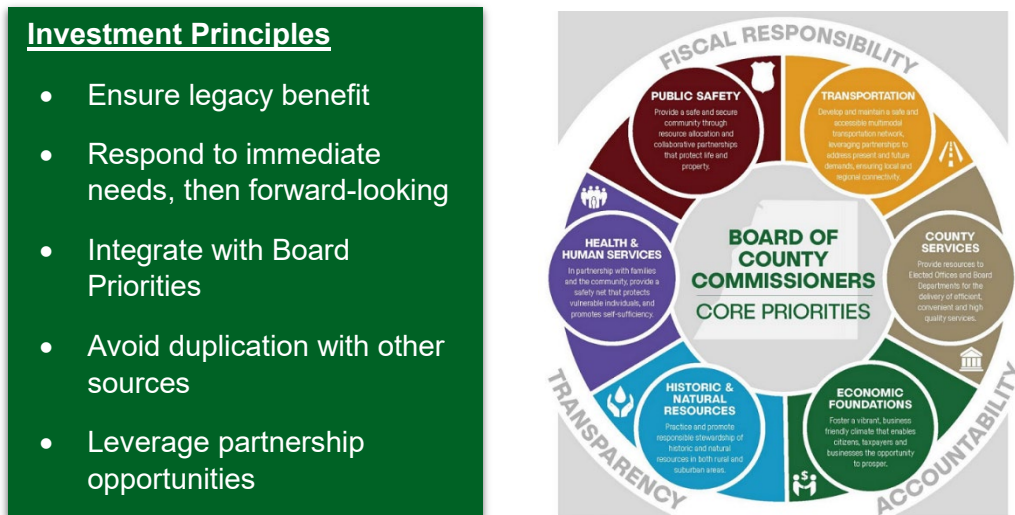 Investment Principles
• Ensure legacy benefit
• Respond to immediate
needs, then forward-looking
• Integrate with Board
Priorities
• Avoid duplication with other
sources
• Leverage partnership
opportunities
FISCAL RESPONSIBILITY
PUBLIC SAFETY
Provide a safe and secure
community through
resource allocation and
collaborative partnerships
that protect life and
property.
TRANSPORTATION
Develop and maintain a safe and
accessible multimodal
transportation network,
leveraging partnerships to
address present and future
demands, ensuring local and
regional connectivity.
HEALTH &
HUMAN SERVICES
In partnership with families
and the community, provide a
safety net that protects
vulnerable individuals, and
promotes self-sufficiency.
BOARD OF
COUNTY
COMMISSIONERS
CORE PRIORITIES
COUNTY
SERVICES
Provide resources to
Elected Offices and Board
Departments for the
delivery of efficient,
convenient and high
quality services.
HISTORIC &
NATURAL
RESOURCES
Practice and promote
responsible stewardship of
historic and natural
resources in both rural and
suburban areas.
ECONOMIC
FOUNDATIONS
Foster a vibrant, business
friendly climate that enables
citizens, taxpayers and
businesses the opportunity
to prosper.
$
TRANSPARENCY
ACCOUNTABILITY